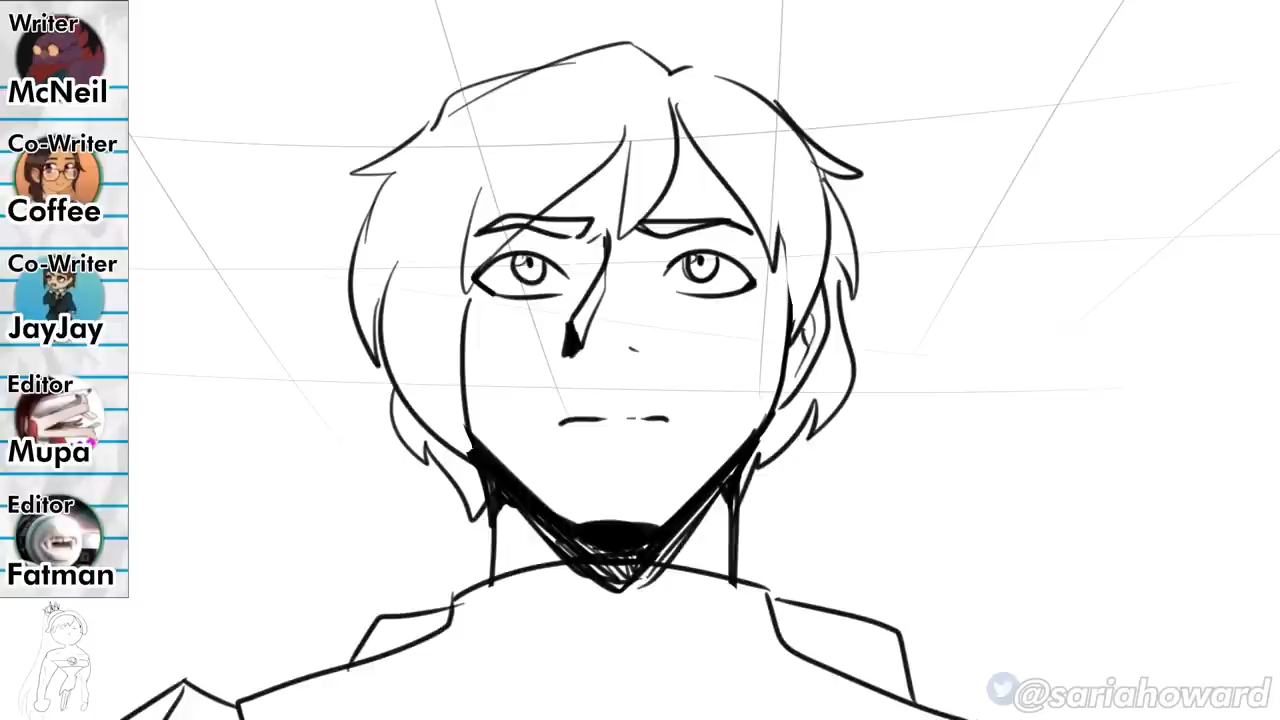 Writer
McNeil
Co-Writer
Coffee
Co-Writer
JayJay
Editor
Mupa
Editor
Fatman
@sariahoward